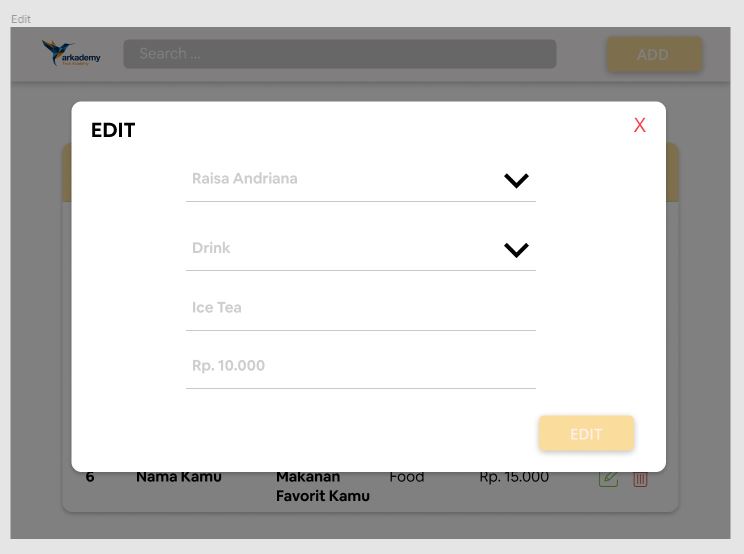 Edit
arkademy
Search ...
ADD
EDIT
X
Raisa Andriana
Drink
Ice Tea
Rp. 10.000
EDIT
6 Nama Kamu Makanan Favorit Kamu Food Rp. 15.000